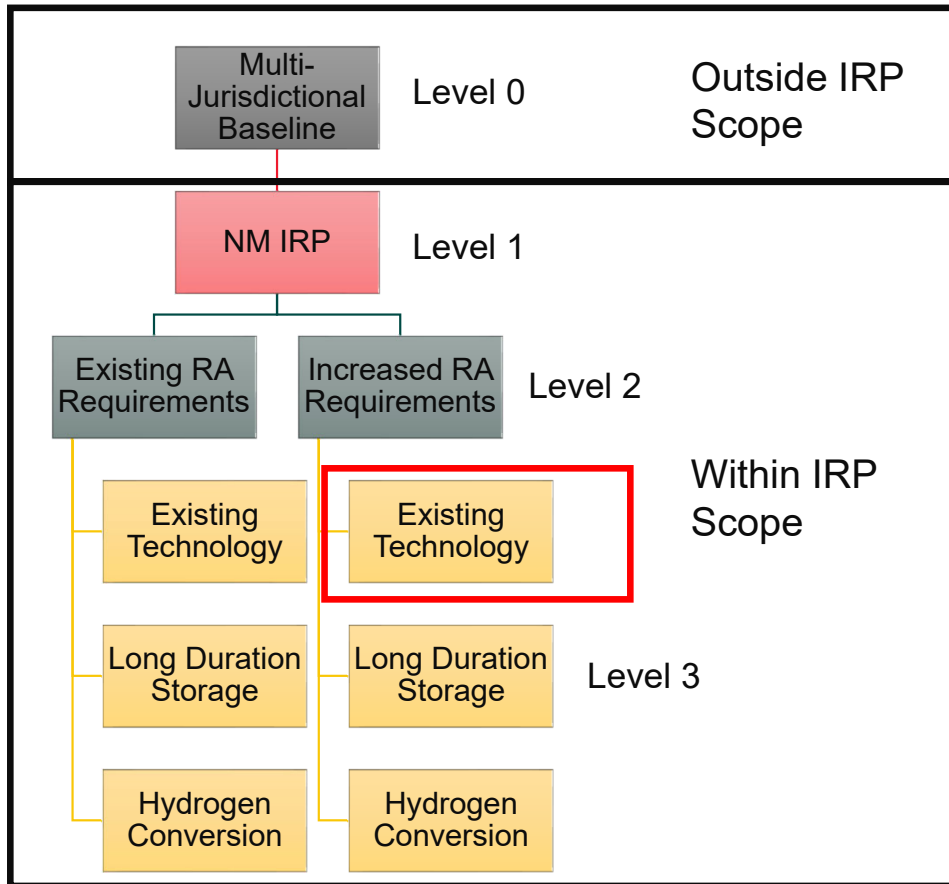 Multi-
Jurisdictional
Baseline
Level 0
Outside IRP
Scope
NM IRP
Level 1
Existing RA
Requirements
Increased RA
Requirements
Level 2
Within IRP
Scope
Existing
Technology
Existing
Technology
Long Duration
Storage
Long Duration
Storage
Level 3
Hydrogen
Conversion
Hydrogen
Conversion